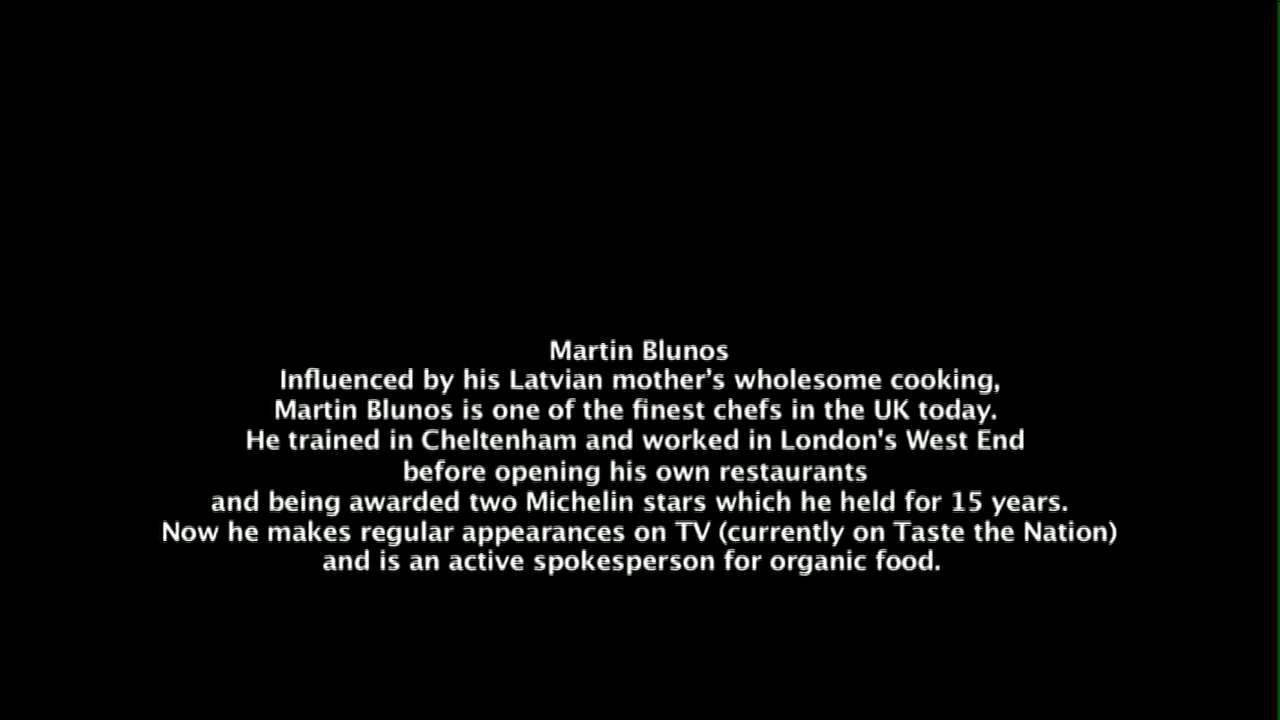 Martin Blunos
Influenced by his Latvian mother’s wholesome cooking,
Martin Blunos is one of the finest chefs in the UK today.
He trained in Cheltenham and worked in London's West End
before opening his own restaurants
and being awarded two Michelin stars which he held for 15 years.
Now he makes regular appearances on TV (currently on Taste the Nation)
and is an active spokesperson for organic food.